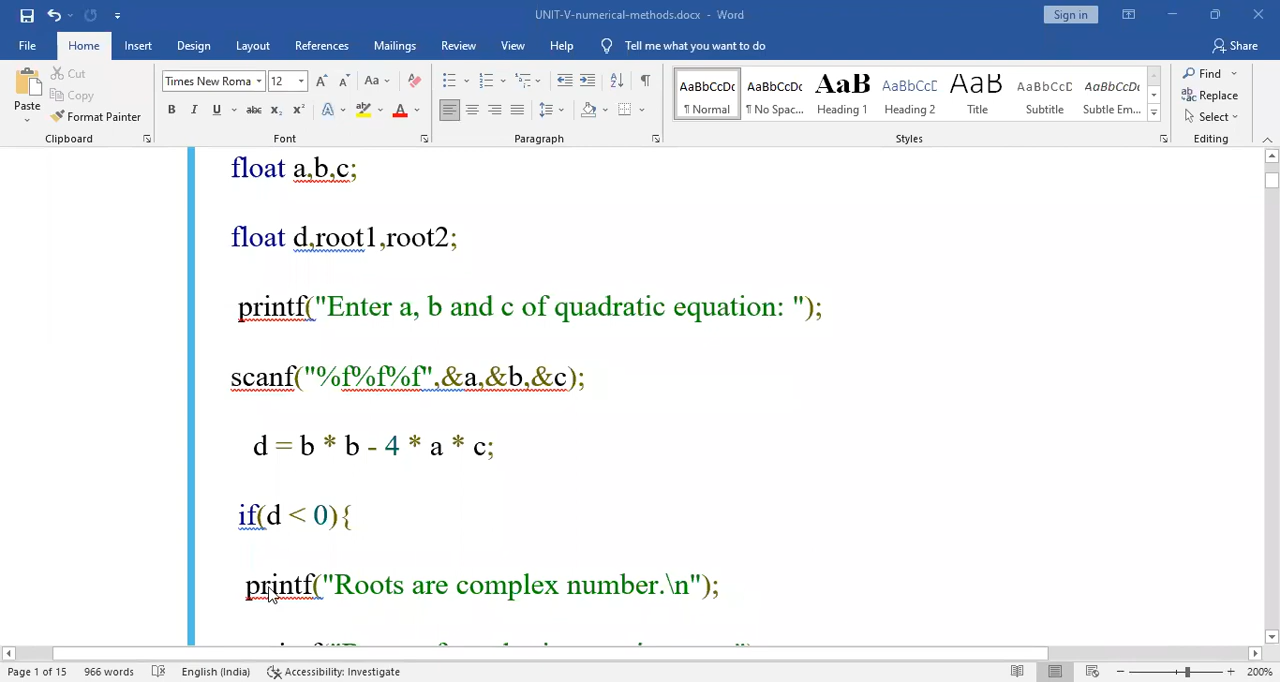 UNIT-V-numerical-methods.docx - Word
Sign in
File Home Insert Design Layout References Mailings Review View Help Tell me what you want to do Share
Paste
Cut
Copy
Format Painter
Clipboard
Times New Roma 12
Font
Paragraph
AaBbCcDc AaBbCcDc AaB AaBbCcD AaB AaBbCcD AaBbCcDc
¶ Normal ¶ No Spac... Heading 1 Heading 2 Title Subtitle Subtle Em...
Styles
Find
Replace
Select
Editing
float a,b,c;
float d,root1,root2;
printf("Enter a, b and c of quadratic equation: ");
scanf("%f%f%f",&a,&b,&c);
d = b * b - 4 * a * c;
if(d < 0){
printf("Roots are complex number.\n");
Page 1 of 15 966 words English (India) Accessibility: Investigate 200%